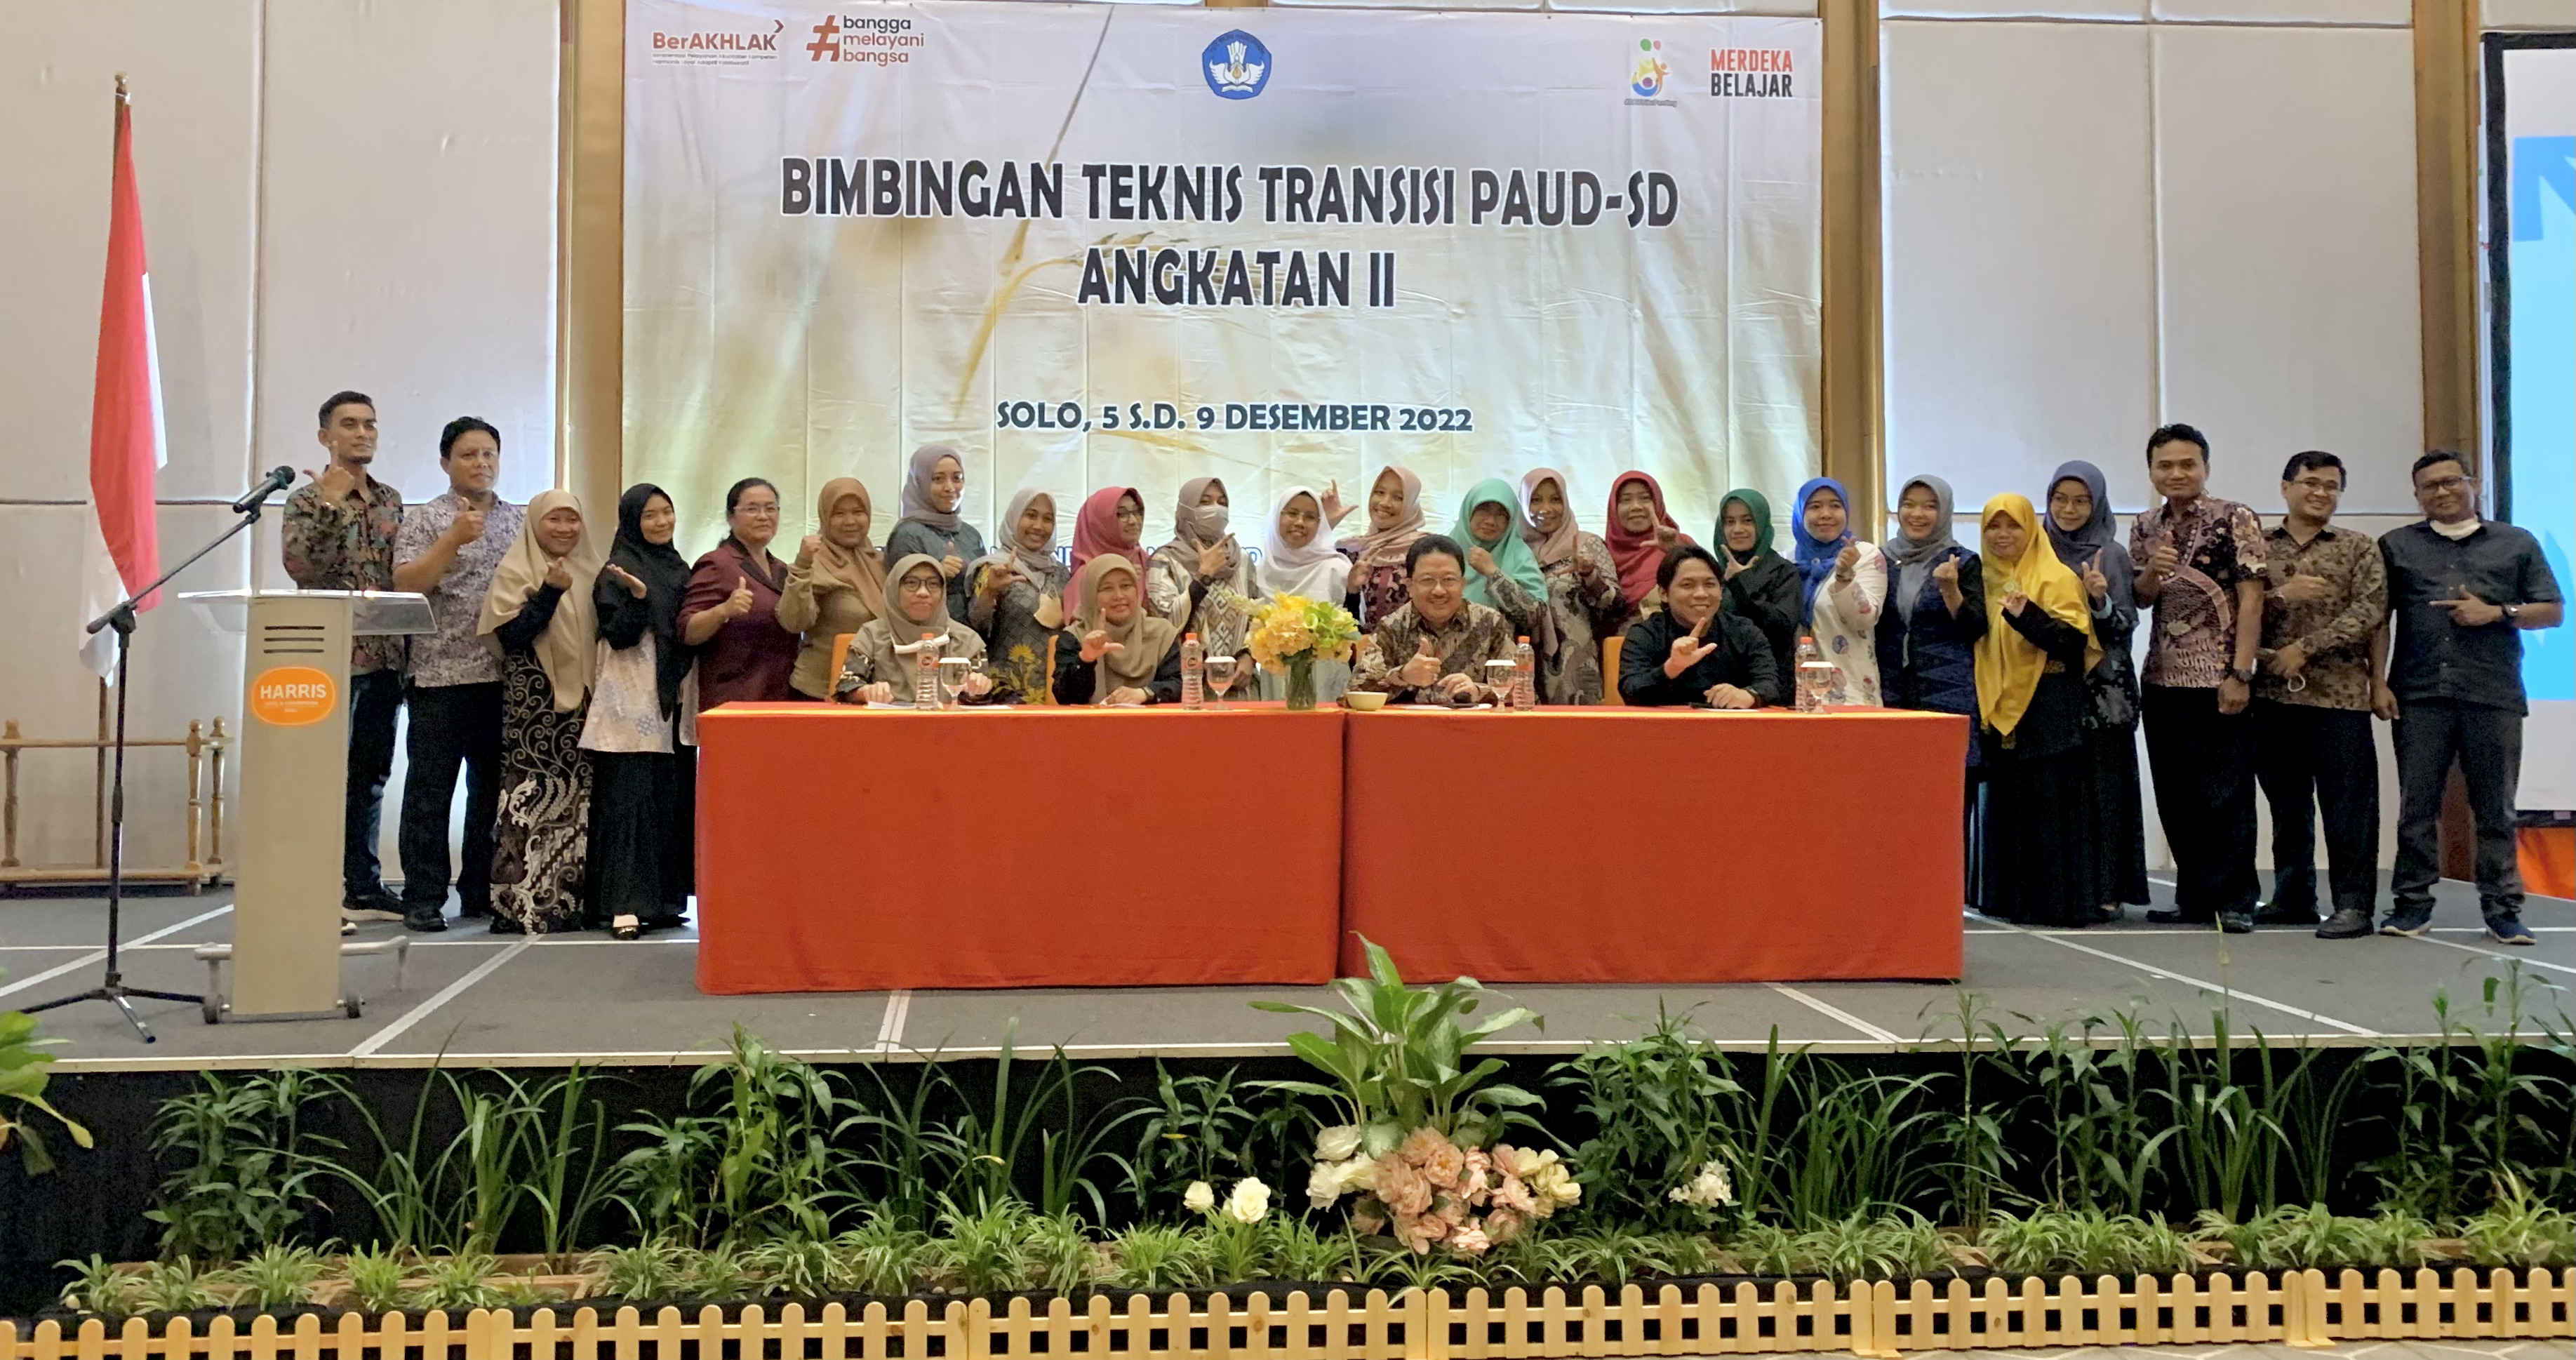 BerAKHLAK
#bangga
melayani
bangsa
MERDEKA
BELAJAR
BIMBINGAN TEKNIS TRANSISI PAUD-SD
ANGKATAN II
SOLO, 5 S.D. 9 DESEMBER 2022
HARRIS